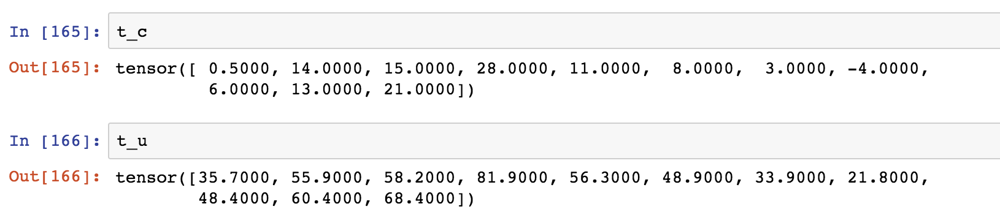 In [165]: t_c
Out[165]: tensor([ 0.5000, 14.0000, 15.0000, 28.0000, 11.0000,  8.0000,  3.0000, -4.0000,
         6.0000, 13.0000, 21.0000])
In [166]: t_u
Out[166]: tensor([35.7000, 55.9000, 58.2000, 81.9000, 56.3000, 48.9000, 33.9000, 21.8000,
        48.4000, 60.4000, 68.4000])